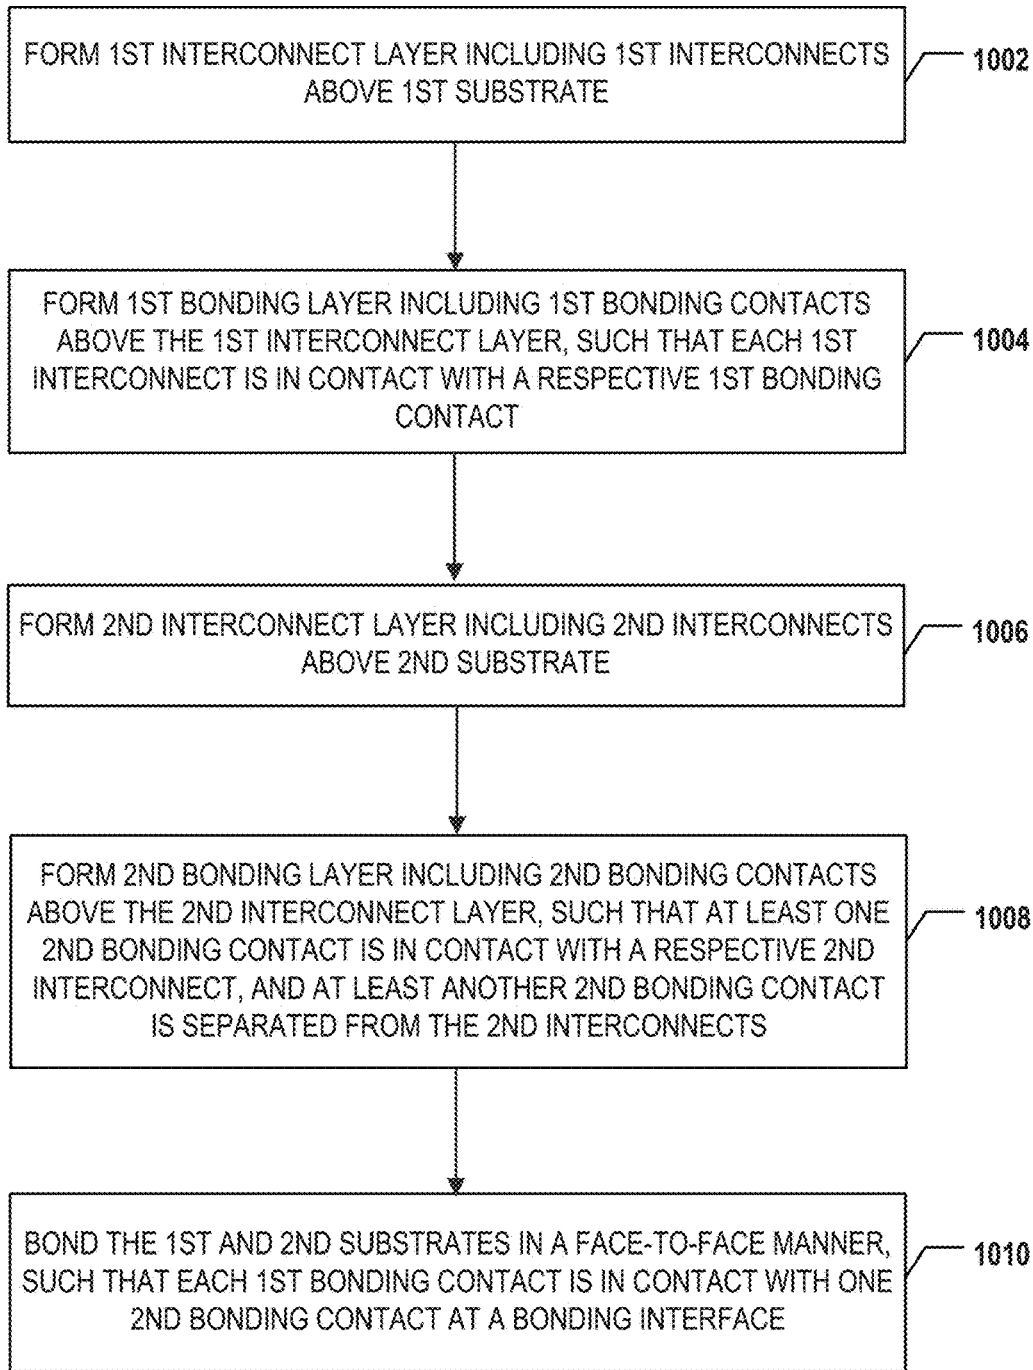 FORM 1ST INTERCONNECT LAYER INCLUDING 1ST INTERCONNECTS
ABOVE 1ST SUBSTRATE
1002
FORM 1ST BONDING LAYER INCLUDING 1ST BONDING CONTACTS
ABOVE THE 1ST INTERCONNECT LAYER, SUCH THAT EACH 1ST
INTERCONNECT IS IN CONTACT WITH A RESPECTIVE 1ST BONDING
CONTACT
1004
FORM 2ND INTERCONNECT LAYER INCLUDING 2ND INTERCONNECTS
ABOVE 2ND SUBSTRATE
1006
FORM 2ND BONDING LAYER INCLUDING 2ND BONDING CONTACTS
ABOVE THE 2ND INTERCONNECT LAYER, SUCH THAT AT LEAST ONE
2ND BONDING CONTACT IS IN CONTACT WITH A RESPECTIVE 2ND
INTERCONNECT, AND AT LEAST ANOTHER 2ND BONDING CONTACT
IS SEPARATED FROM THE 2ND INTERCONNECTS
1008
BOND THE 1ST AND 2ND SUBSTRATES IN A FACE-TO-FACE MANNER,
SUCH THAT EACH 1ST BONDING CONTACT IS IN CONTACT WITH ONE
2ND BONDING CONTACT AT A BONDING INTERFACE
1010